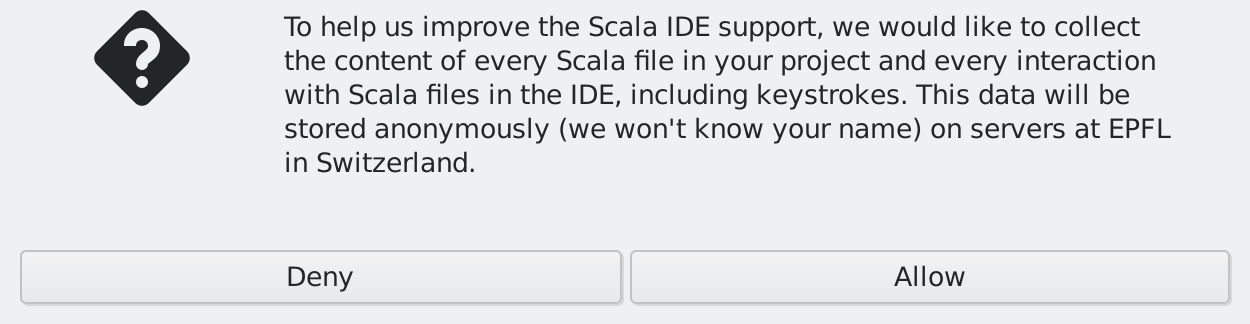 To help us improve the Scala IDE support, we would like to collect
the content of every Scala file in your project and every interaction
with Scala files in the IDE, including keystrokes. This data will be
stored anonymously (we won't know your name) on servers at EPFL
in Switzerland.
Deny
Allow